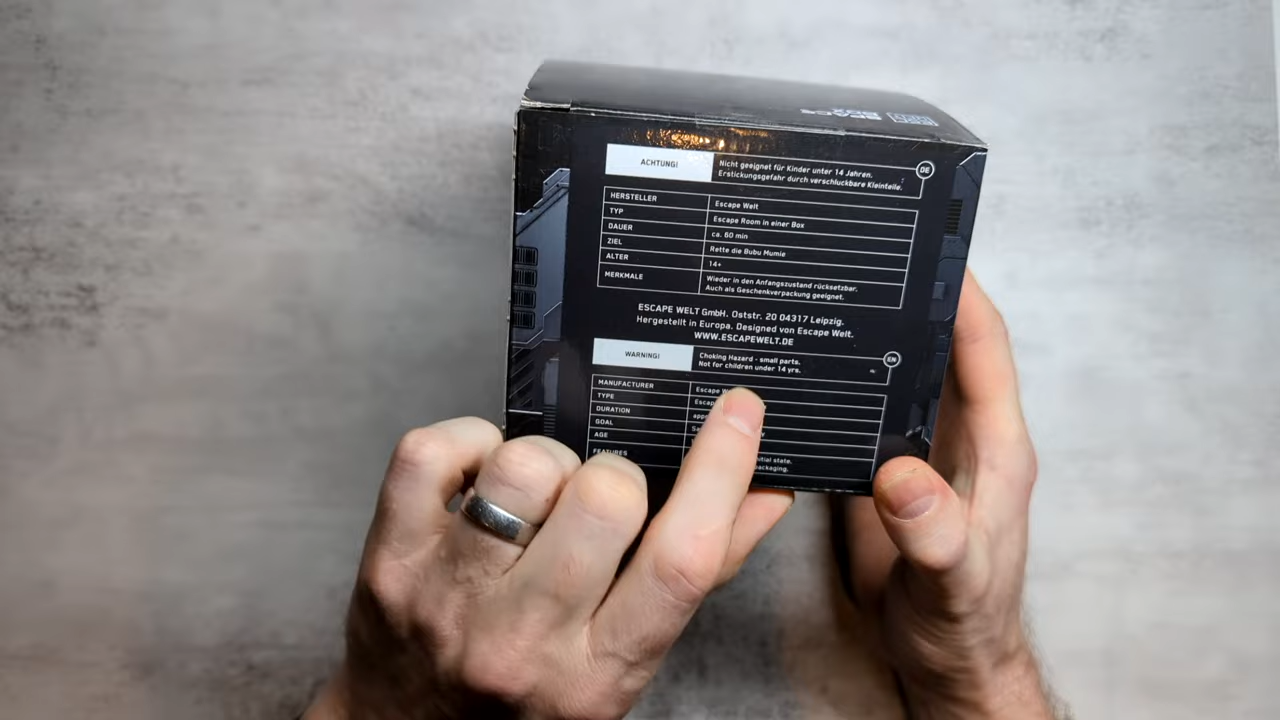 ACHTUNG!
Nicht geeignet für Kinder unter 14 Jahren.
Erstickungsgefahr durch verschluckbare Kleinteile.
DE
HERSTELLER Escape Welt
TYP Escape Room in einer Box
DAUER ca. 60 min
ZIEL Rette die Bubu Mumie
ALTER 14+
MERKMALE Wieder in den Anfangszustand rücksetzbar.
Auch als Geschenkverpackung geeignet.
ESCAPE WELT GmbH. Oststr. 20 04317 Leipzig.
Hergestellt in Europa. Designed von Escape Welt.
WWW.ESCAPEWELT.DE
WARNING!
Choking Hazard - small parts.
Not for children under 14 yrs.
EN
MANUFACTURER Escape
TYPE
DURATION
GOAL
AGE
FEATURES
state.